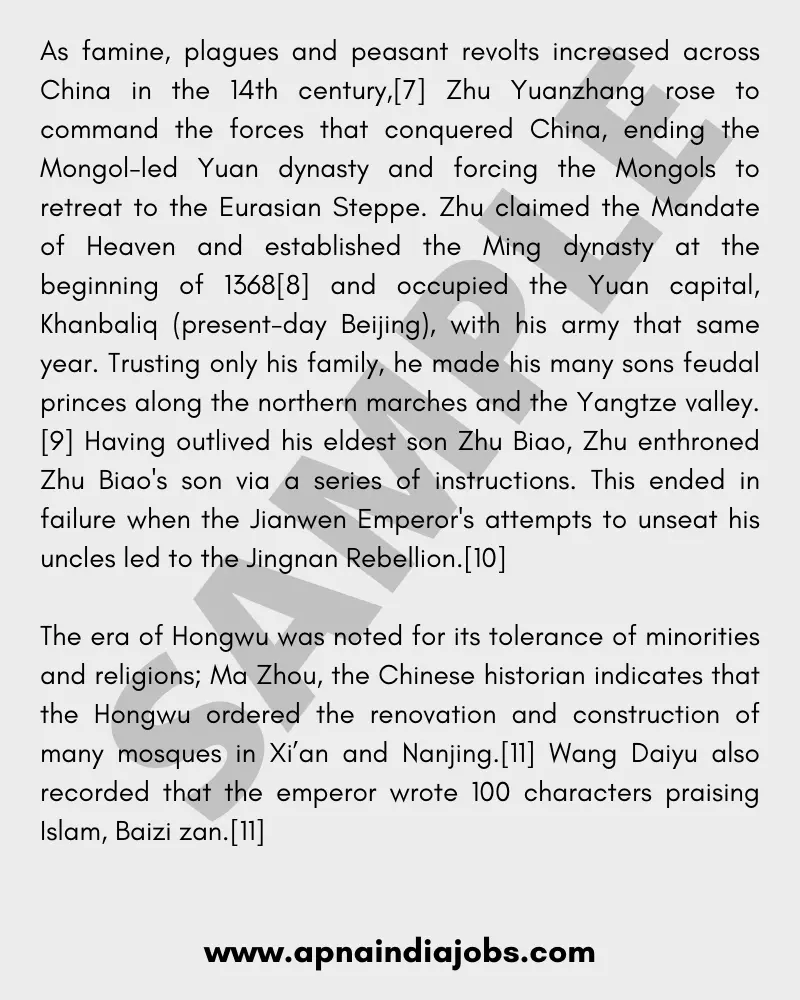 As famine, plagues and peasant revolts increased across
China in the 14th century,[7] Zhu Yuanzhang rose to
command the forces that conquered China, ending the
Mongol-led Yuan dynasty and forcing the Mongols to
retreat to the Eurasian Steppe. Zhu claimed the Mandate
of Heaven and established the Ming dynasty at the
beginning of 1368[8] and occupied the Yuan capital,
Khanbaliq (present-day Beijing), with his army that same
year. Trusting only his family, he made his many sons feudal
princes along the northern marches and the Yangtze valley.
[9] Having outlived his eldest son Zhu Biao, Zhu enthroned
Zhu Biao's son via a series of instructions. This ended in
failure when the Jianwen Emperor's attempts to unseat his
uncles led to the Jingnan Rebellion.[10]
The era of Hongwu was noted for its tolerance of minorities
and religions; Ma Zhou, the Chinese historian indicates that
the Hongwu ordered the renovation and construction of
many mosques in Xi’an and Nanjing.[11] Wang Daiyu also
recorded that the emperor wrote 100 characters praising
Islam, Baizi zan.[11]
SAMPLE
www.apnaindiajobs.com